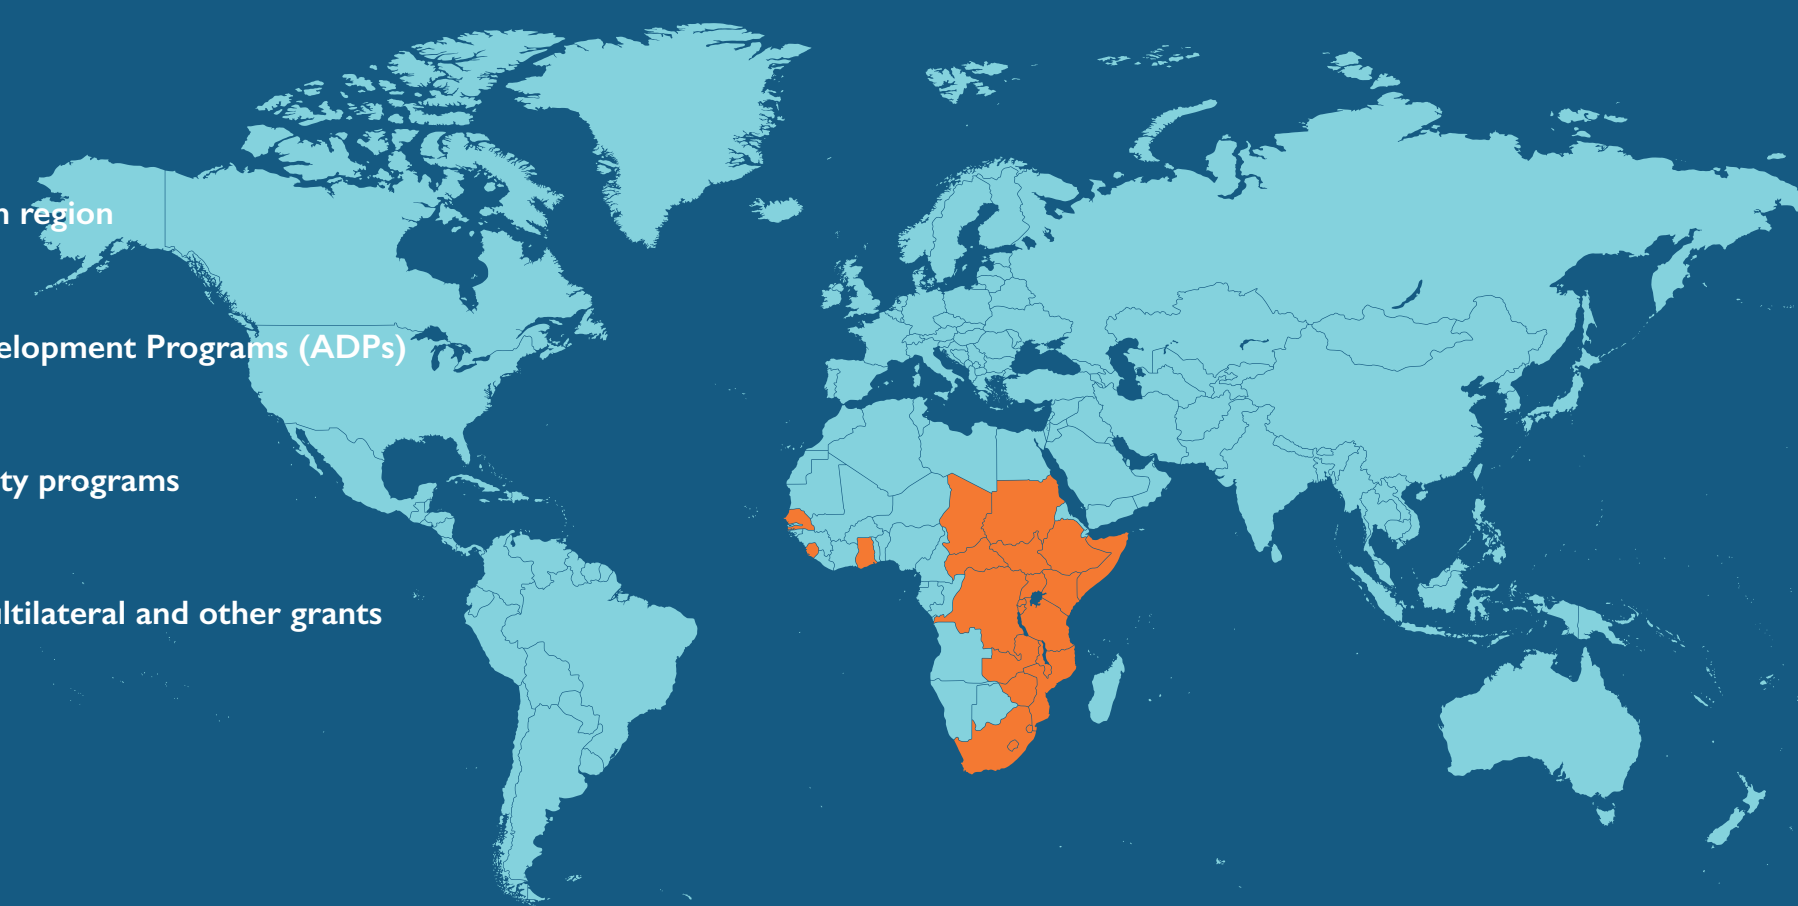 region
elopment Programs (ADPs)
ty programs
ltilateral and other grants